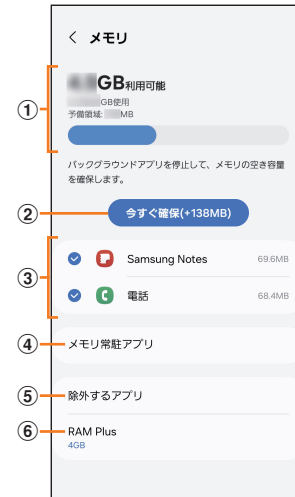 メモリ
GB利用可能
GB使用
予備領域: MB
①
バックグラウンドアプリを停止して、メモリの空き容量
を確保します。
② 今すぐ確保(+138MB)
③
Samsung Notes 69.6MB
電話 68.4MB
④ メモリ常駐アプリ
⑤ 除外するアプリ
⑥ RAM Plus
4GB